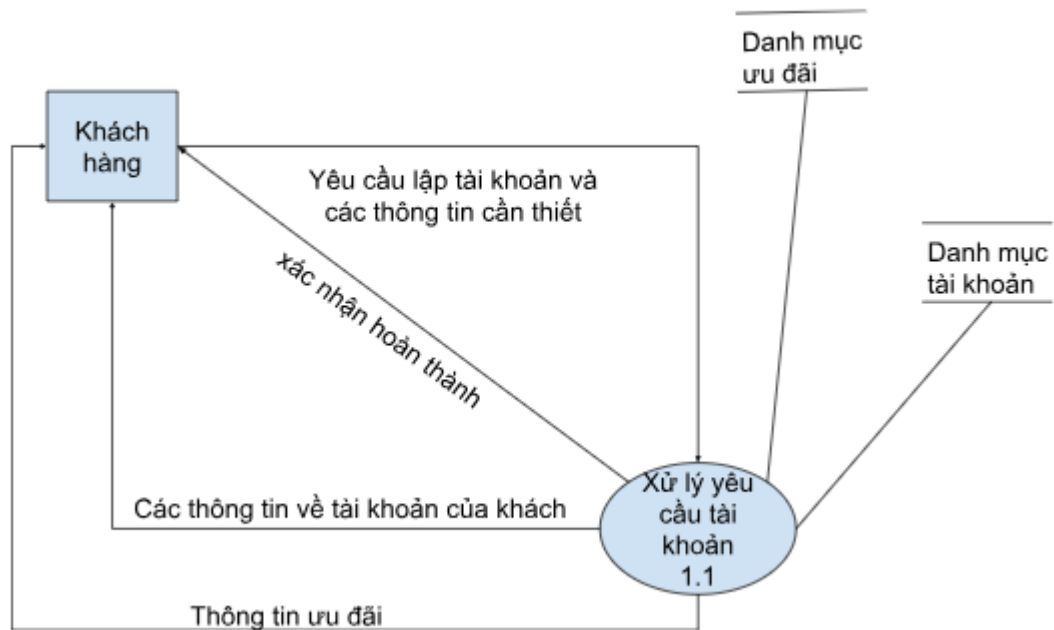 Danh mục
ưu đãi
Khách
hàng
Yêu cầu lập tài khoản và
các thông tin cần thiết
Danh mục
tài khoản
xác nhận hoản thành
Xử lý yêu
cầu tài
khoản
1.1
Các thông tin về tài khoản của khách
Thông tin ưu đãi